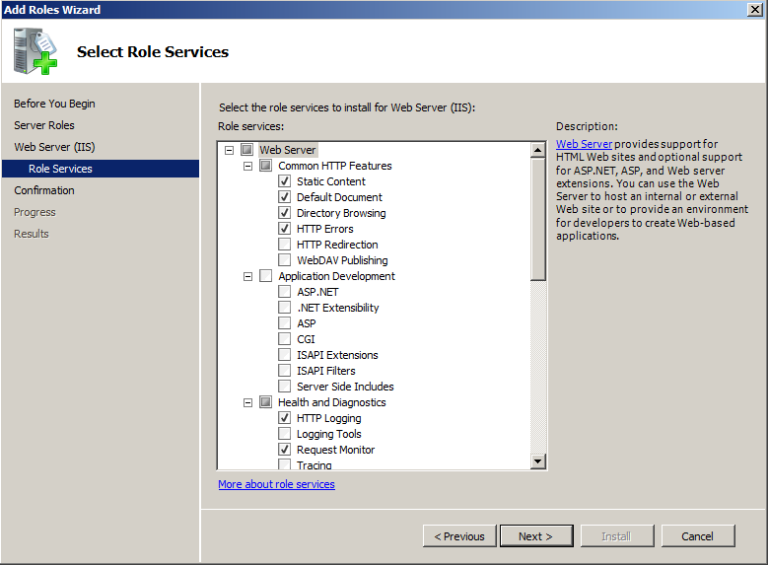 Add Roles Wizard
Select Role Services
Before You Begin
Server Roles
Web Server (IIS)
Role Services
Confirmation
Progress
Results
Select the role services to install for Web Server (IIS):
Role services:
Web Server
Common HTTP Features
Static Content
Default Document
Directory Browsing
HTTP Errors
HTTP Redirection
WebDAV Publishing
Application Development
ASP.NET
.NET Extensibility
ASP
CGI
ISAPI Extensions
ISAPI Filters
Server Side Includes
Health and Diagnostics
HTTP Logging
Logging Tools
Request Monitor
Tracing
More about role services
Description:
Web Server provides support for
HTML Web sites and optional support
for ASP.NET, ASP, and Web server
extensions. You can use the Web
Server to host an internal or external
Web site or to provide an environment
for developers to create Web-based
applications.
< Previous
Next >
Install
Cancel